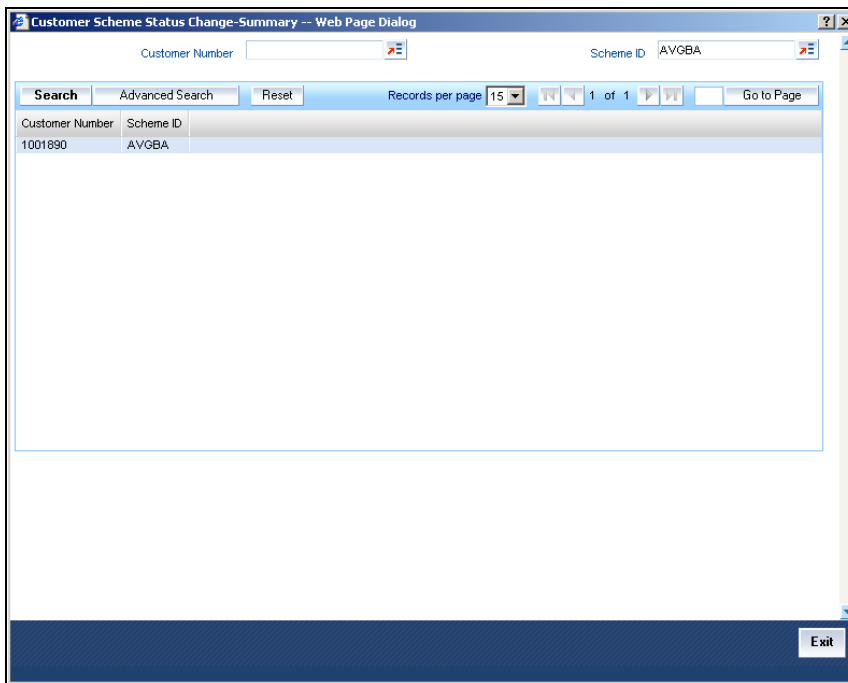 Customer Scheme Status Change-Summary -- Web Page Dialog ? ×
Customer Number Scheme ID AVGBA
Search Advanced Search Reset Records per page 15 1 of 1 Go to Page
Customer Number Scheme ID
1001890 AVGBA
Exit